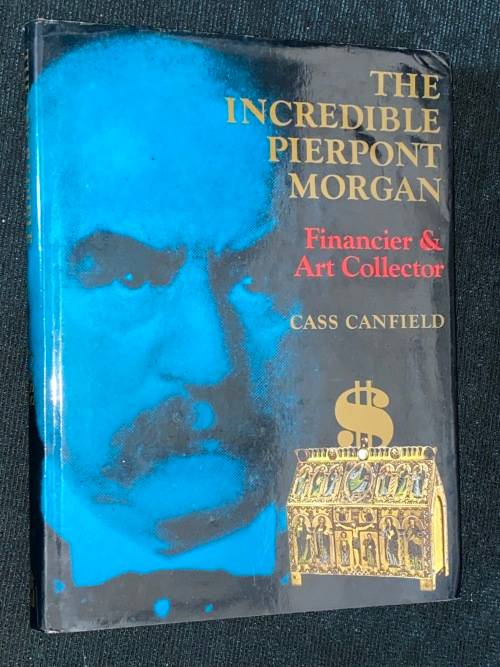 THE
INCREDIBLE
PIERPONT
MORGAN
Financier &
Art Collector
CASS CANFIELD
$